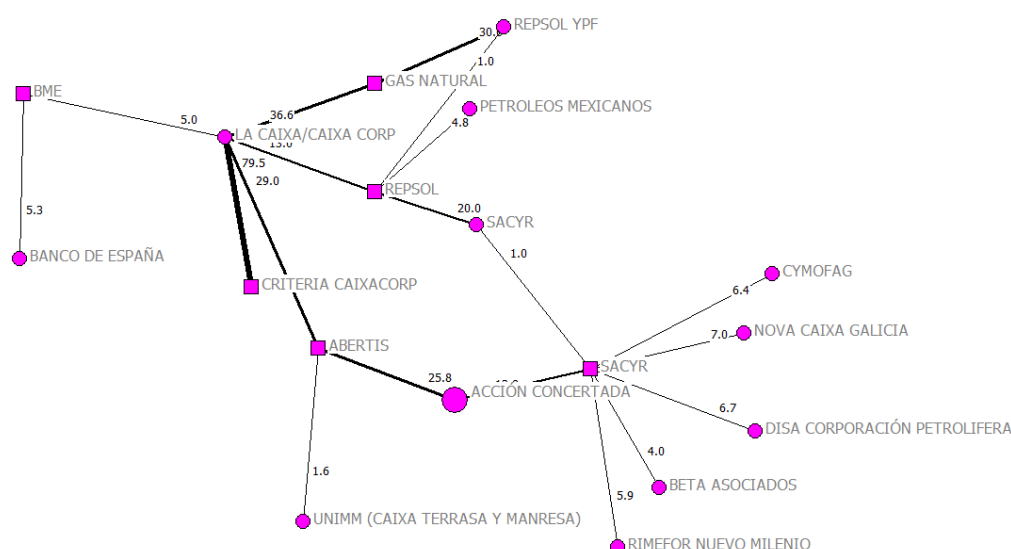 REPSOL YPF
30.
1.0
GAS NATURAL
BME
PETROLEOS MEXICANOS
36.6
5.0
4.8
LA CAIXA/CAIXA CORP
79.5
29.0
REPSOL
20.0
SACYR
5.3
1.0
BANCO DE ESPAÑA
CYMOFAG
CRITERIA CAIXACORP
6.4
NOVA CAIXA GALICIA
7.0
ABERTIS
SACYR
25.8
ACCIÓN CONCERTADA
6.7
DISA CORPORACIÓN PETROLIFERA
4.0
1.6
BETA ASOCIADOS
5.9
UNIMM (CAIXA TERRASA Y MANRESA)
RIMEFOR NUEVO MILENIO